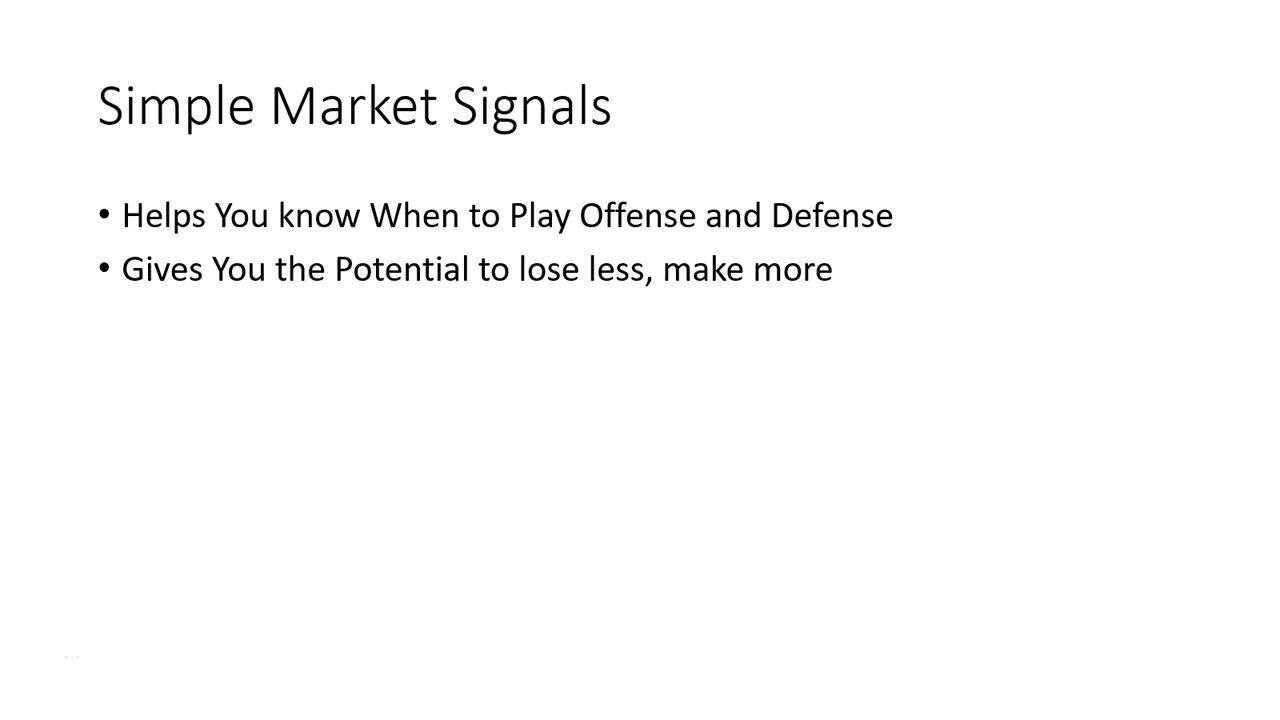 Simple Market Signals
• Helps You know When to Play Offense and Defense
• Gives You the Potential to lose less, make more